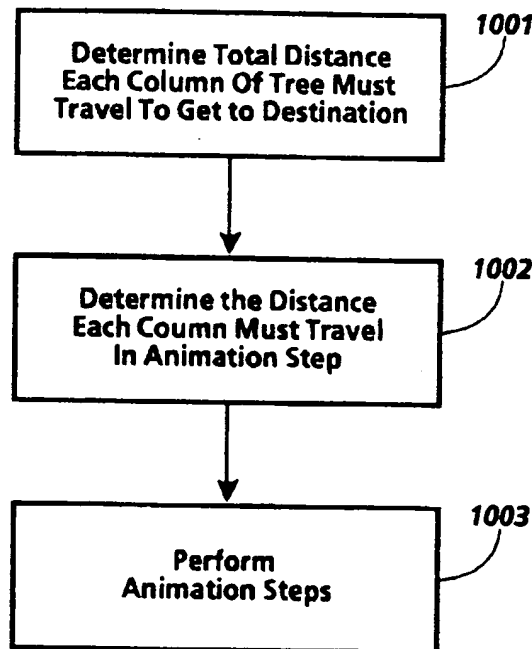 1001
Determine Total Distance
Each Column Of Tree Must
Travel To Get to Destination
1002
Determine the Distance
Each Coumn Must Travel
In Animation Step
1003
Perform
Animation Steps